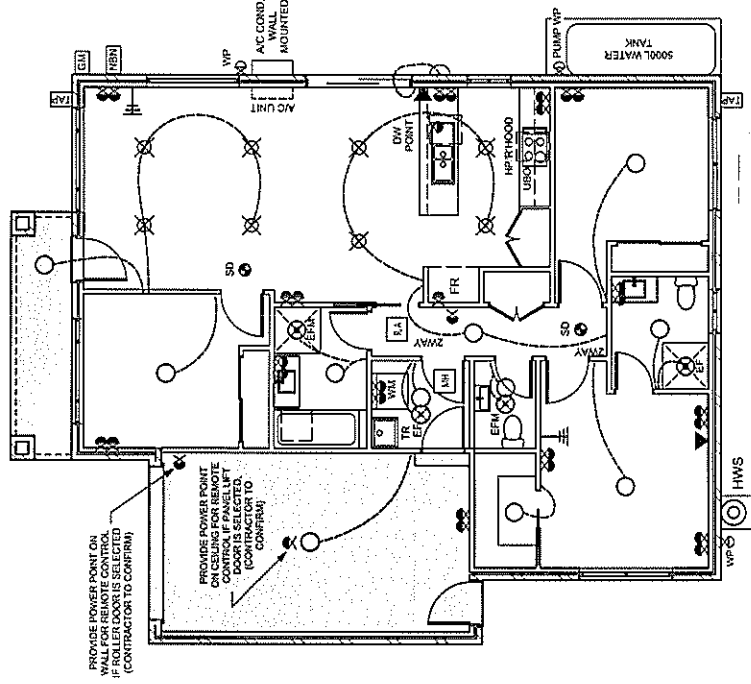 A/C COND.
WALL
MOUNTED
GM
NBN
WP
PUMP WP
5000L WATER
TANK
TAP
TAP
A/C UNIT
DW
POINT
HP/R'HOOD
UBO
SD
FR
EFM
R.A
2WAY
MH
WM
TR
EF
EFM
SD
2WAY
EF
HWS
WP
PROVIDE POWER POINT ON
WALL FOR REMOTE CONTROL
IF ROLLER DOOR IS SELECTED
(CONTRACTOR TO CONFIRM)
PROVIDE POWER POINT
ON CEILING FOR REMOTE
CONTROL IF PANEL LIFT
DOOR IS SELECTED.
(CONTRACTOR TO
CONFIRM)